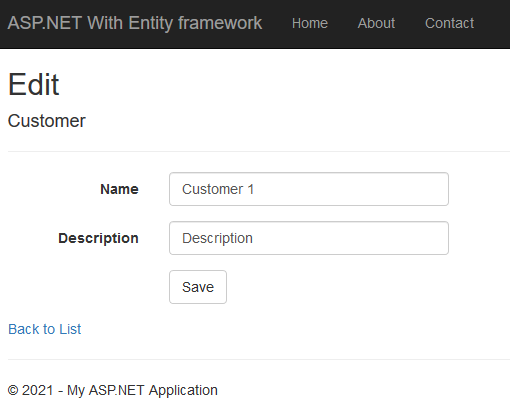 ASP.NET With Entity framework Home About Contact
Edit
Customer
Name Customer 1
Description Description
Save
Back to List
© 2021 - My ASP.NET Application